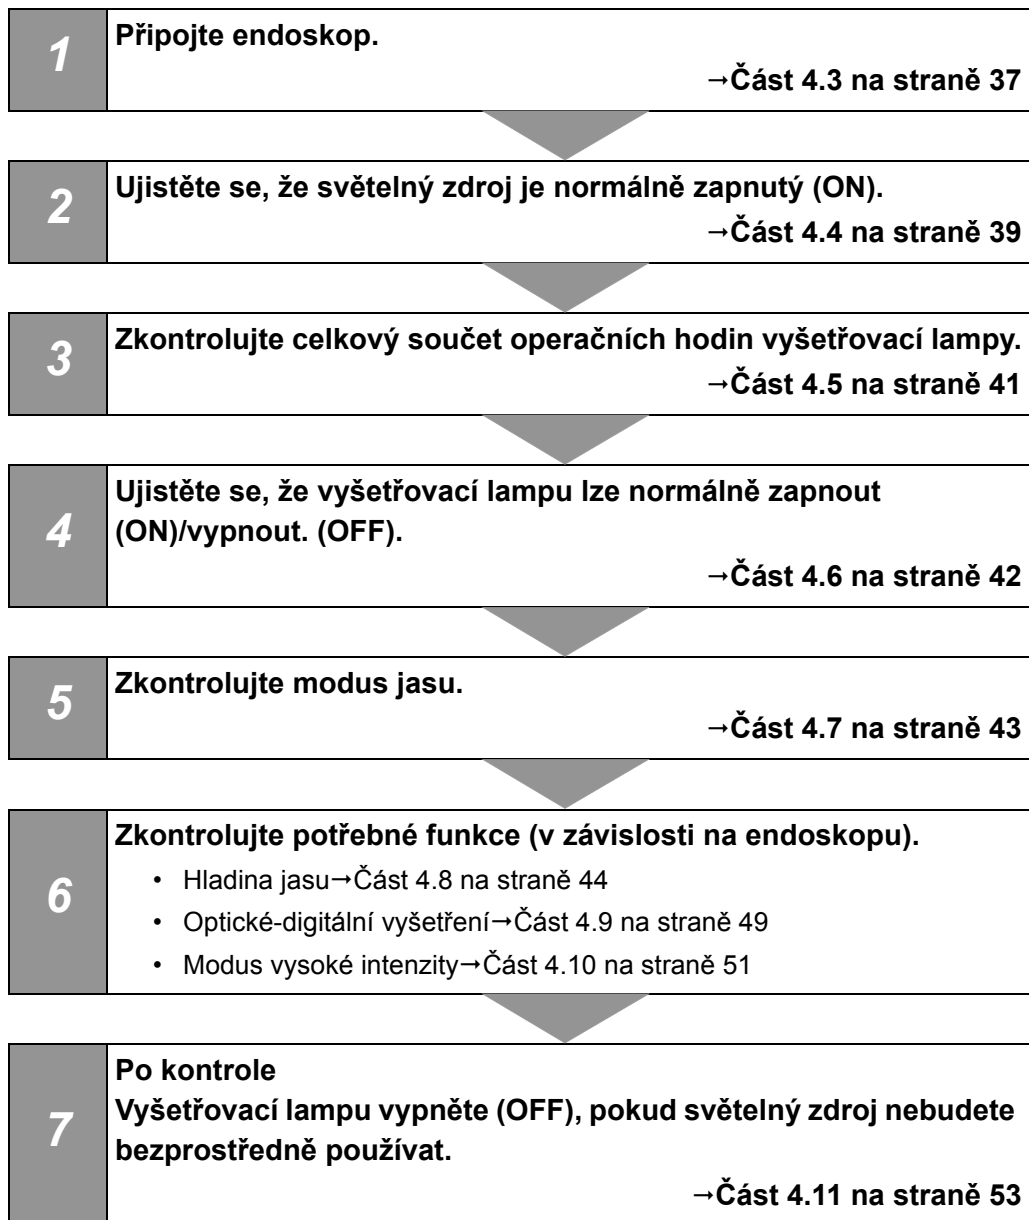 1
Připojte endoskop.
→Část 4.3 na straně 37
2
Ujistěte se, že světelný zdroj je normálně zapnutý (ON).
→Část 4.4 na straně 39
3
Zkontrolujte celkový součet operačních hodin vyšetřovací lampy.
→Část 4.5 na straně 41
4
Ujistěte se, že vyšetřovací lampu lze normálně zapnout
(ON)/vypnout. (OFF).
→Část 4.6 na straně 42
5
Zkontrolujte modus jasu.
→Část 4.7 na straně 43
6
Zkontrolujte potřebné funkce (v závislosti na endoskopu).
• Hladina jasu→Část 4.8 na straně 44
• Optické-digitální vyšetření→Část 4.9 na straně 49
• Modus vysoké intenzity→Část 4.10 na straně 51
7
Po kontrole
Vyšetřovací lampu vypněte (OFF), pokud světelný zdroj nebudete
bezprostředně používat.
→Část 4.11 na straně 53